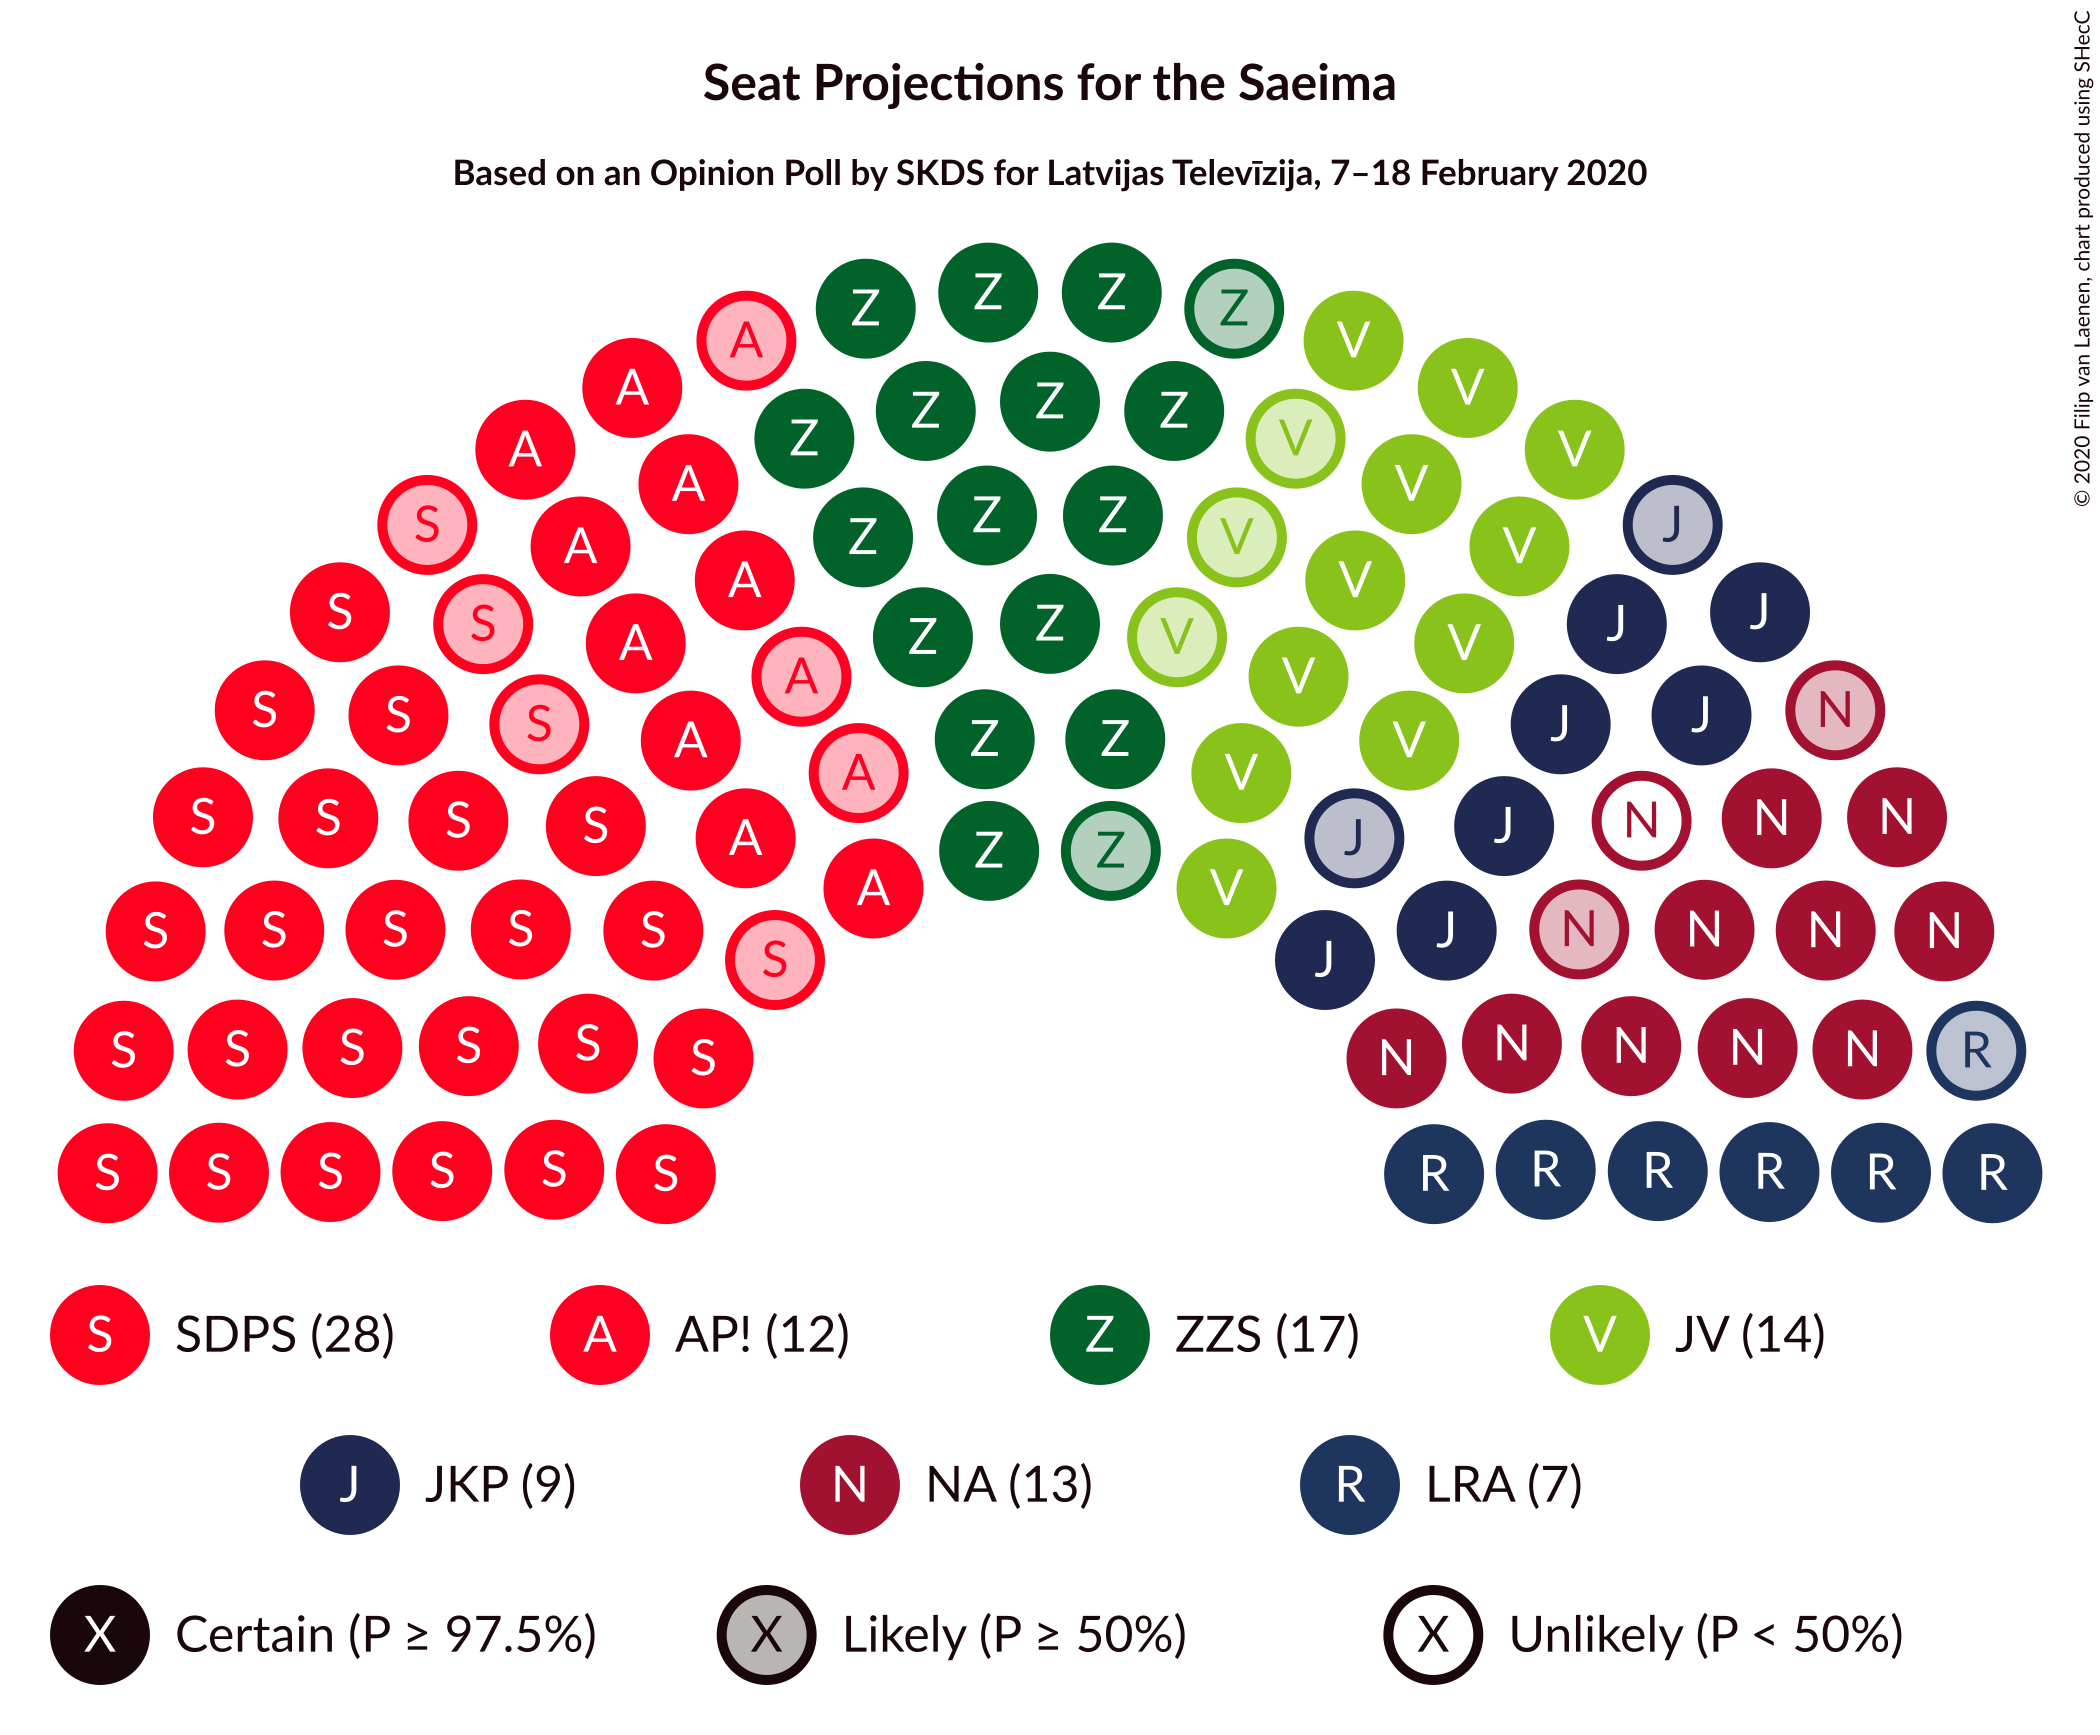 Seat Projections for the Saeima
Based on an Opinion Poll by SKDS for Latvijas Televīzija, 7–18 February 2020
© 2020 Filip van Laenen, chart produced using SHecC
Z Z
Z Z
A V
A V
A Z Z Z V
Z V
A V
A V
S Z Z J
Z V
A V
A V
S J
S Z J
Z V
A V
A V
S N
S A V J
S J
S Z Z J
A V
A V
S N
S N
S N
S J
A J
S Z Z
A V
S N
S N
S N
S N
S J
S J
S N
S N
S N
S N
S N
S R
S S S S S S R R R R R R
S SDPS (28) A AP! (12) Z ZZS (17) V JV (14)
J JKP (9) N NA (13) R LRA (7)
X Certain (P ≥ 97.5%) X Likely (P ≥ 50%) X Unlikely (P < 50%)